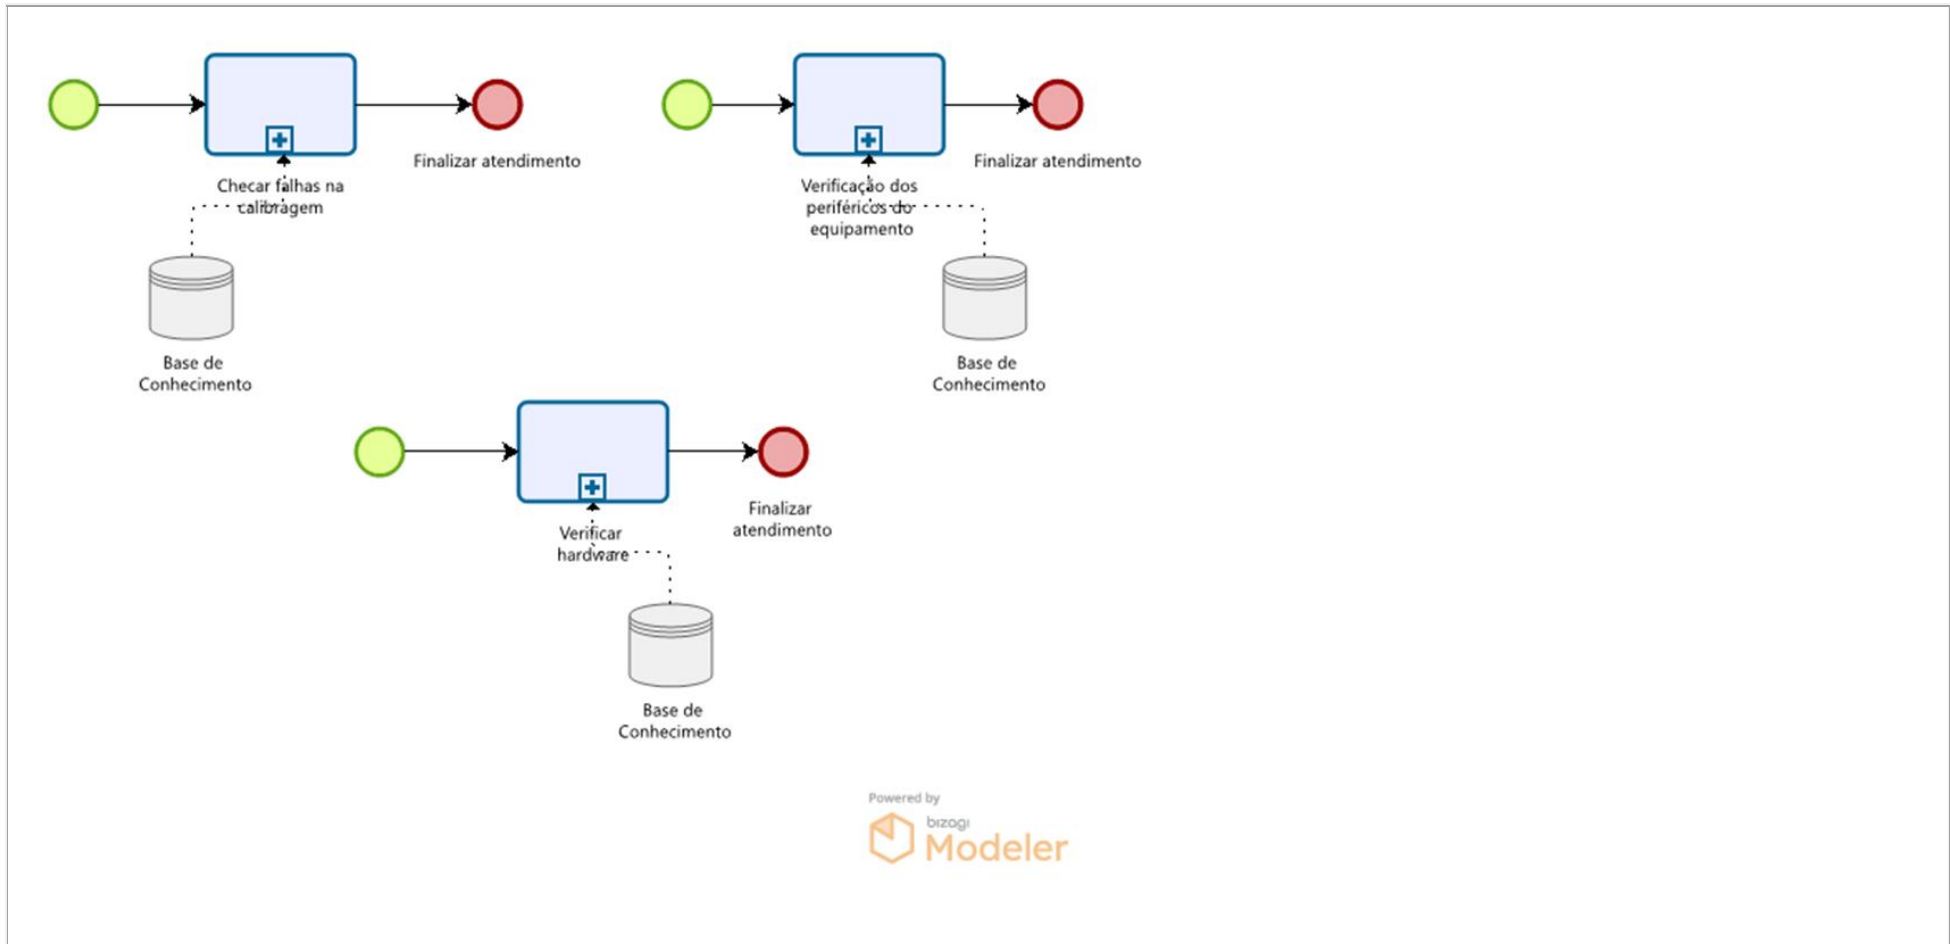 Finalizar atendimento
Checar falhas na
calibragem
Base de
Conhecimento
Finalizar atendimento
Verificação dos
periféricos do
equipamento
Base de
Conhecimento
Verificar
hardware
Finalizar
atendimento
Base de
Conhecimento
Powered by
bizagi
Modeler